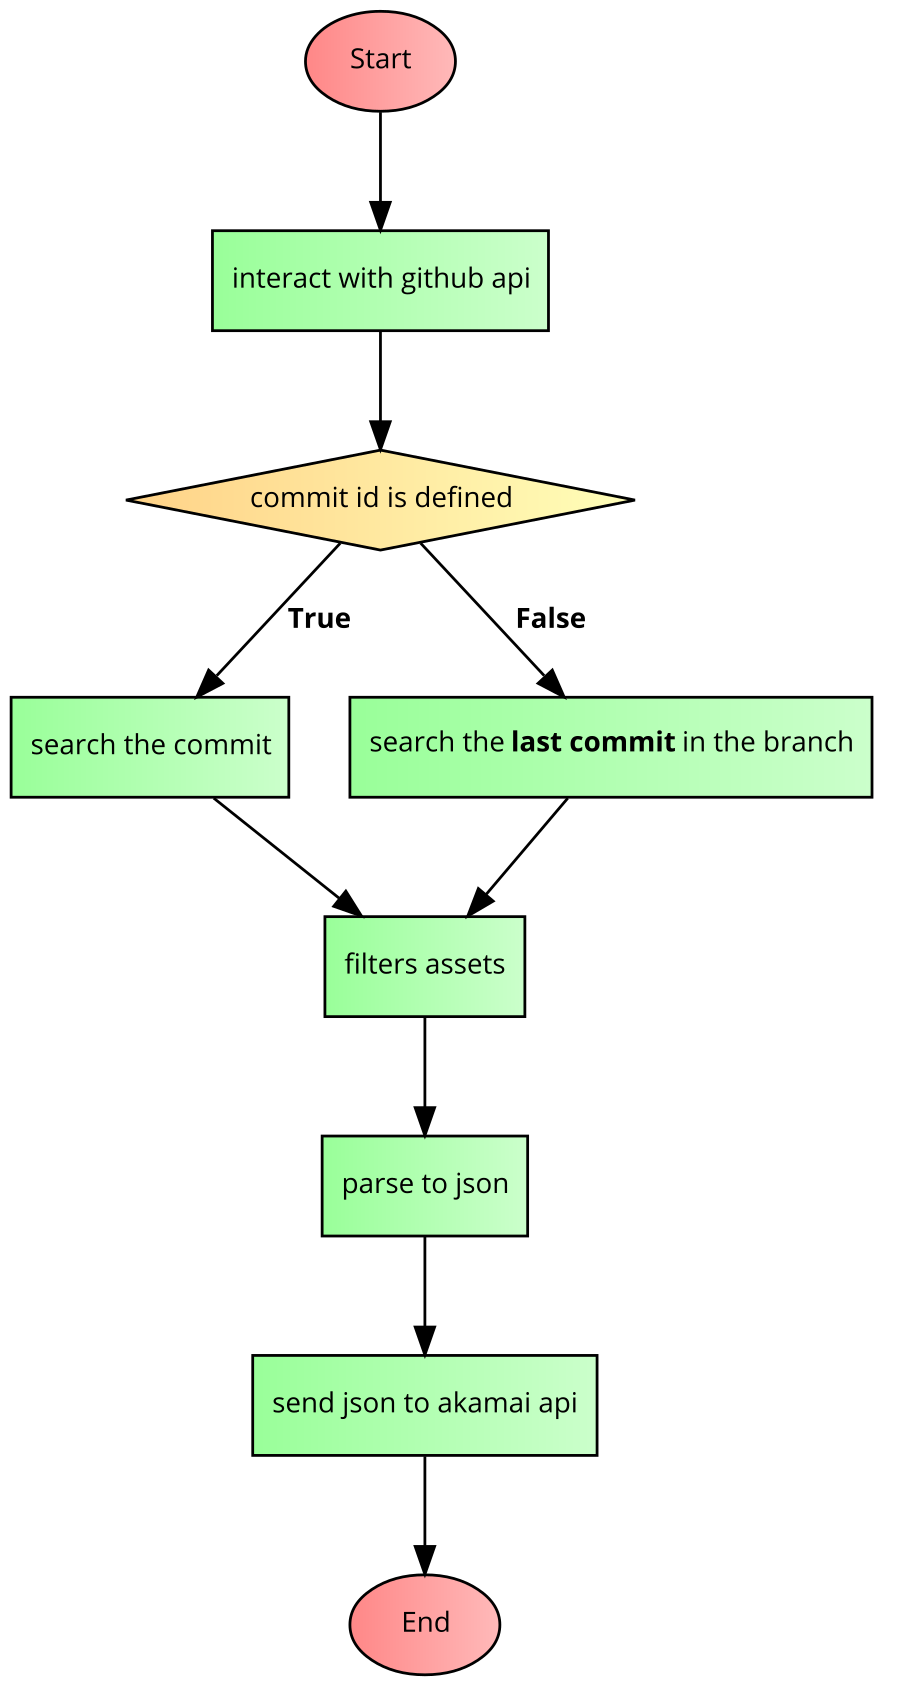 Start
interact with github api
commit id is defined
True
False
search the commit
search the last commit in the branch
filters assets
parse to json
send json to akamai api
End